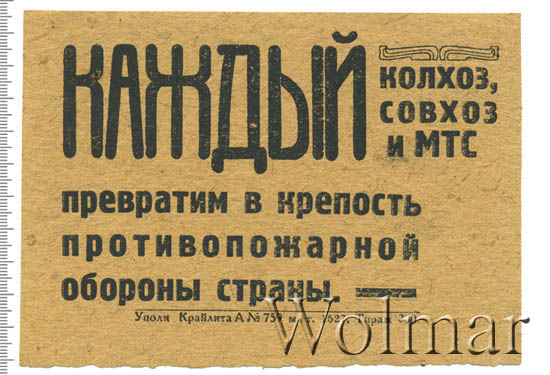 КАЖДЫЙ
КОЛХОЗ,
СОВХОЗ
и МТС
превратим в крепость
противопожарной
обороны страны.
Уполн Крайлита А № 759
Wolmar